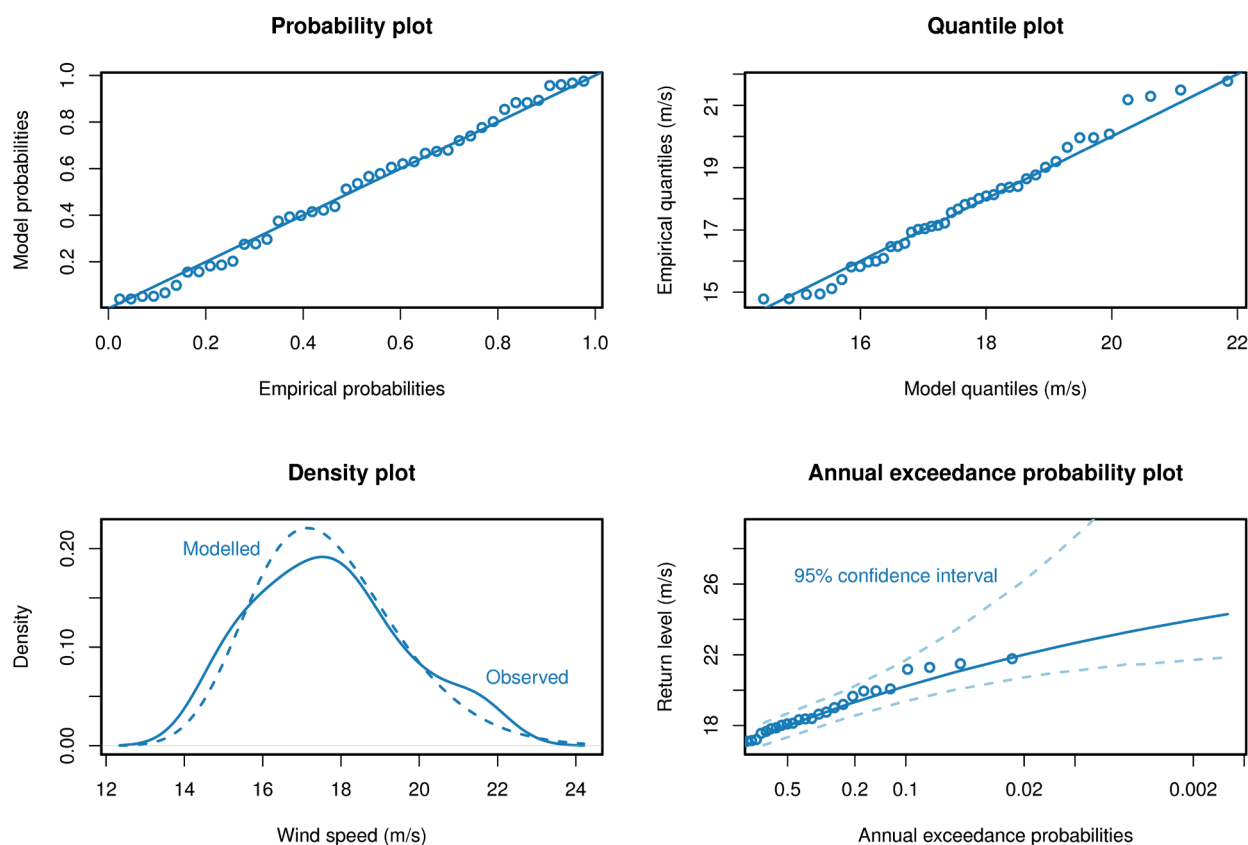 Probability plot
Model probabilities
1.0
0.8
0.6
0.4
0.2
0.0 0.2 0.4 0.6 0.8 1.0
Empirical probabilities
Quantile plot
Empirical quantiles (m/s)
21
19
17
15
16 18 20 22
Model quantiles (m/s)
Density plot
Density
0.20
0.10
0.00
Modelled
Observed
12 14 16 18 20 22 24
Wind speed (m/s)
Annual exceedance probability plot
Return level (m/s)
26
22
18
95% confidence interval
0.5 0.2 0.1 0.02 0.002
Annual exceedance probabilities